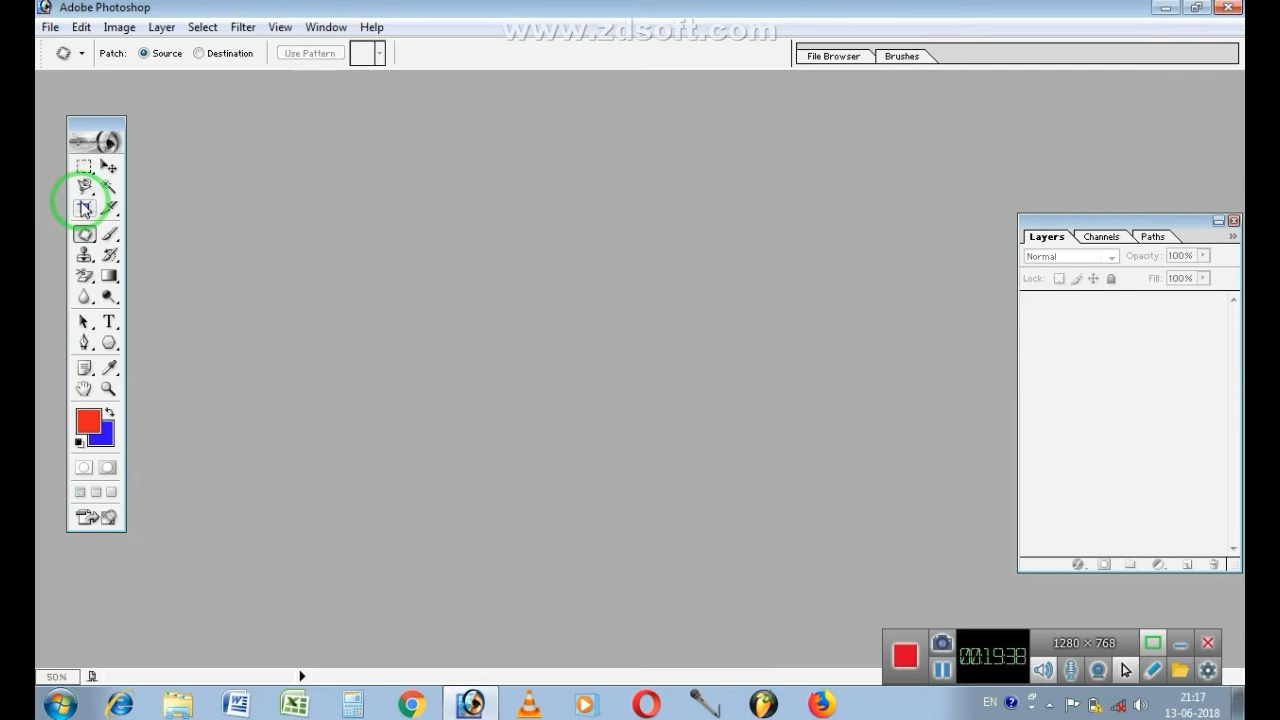 Adobe Photoshop
File Edit Image Layer Select Filter View Window Help
www.zdsoft.com
Patch: Source Destination Use Pattern
File Browser Brushes
T
Layers Channels Paths
Normal Opacity: 100%
Lock: Fill: 100%
50%
1280 × 768
00:19:38
EN
21:17
13-06-2018